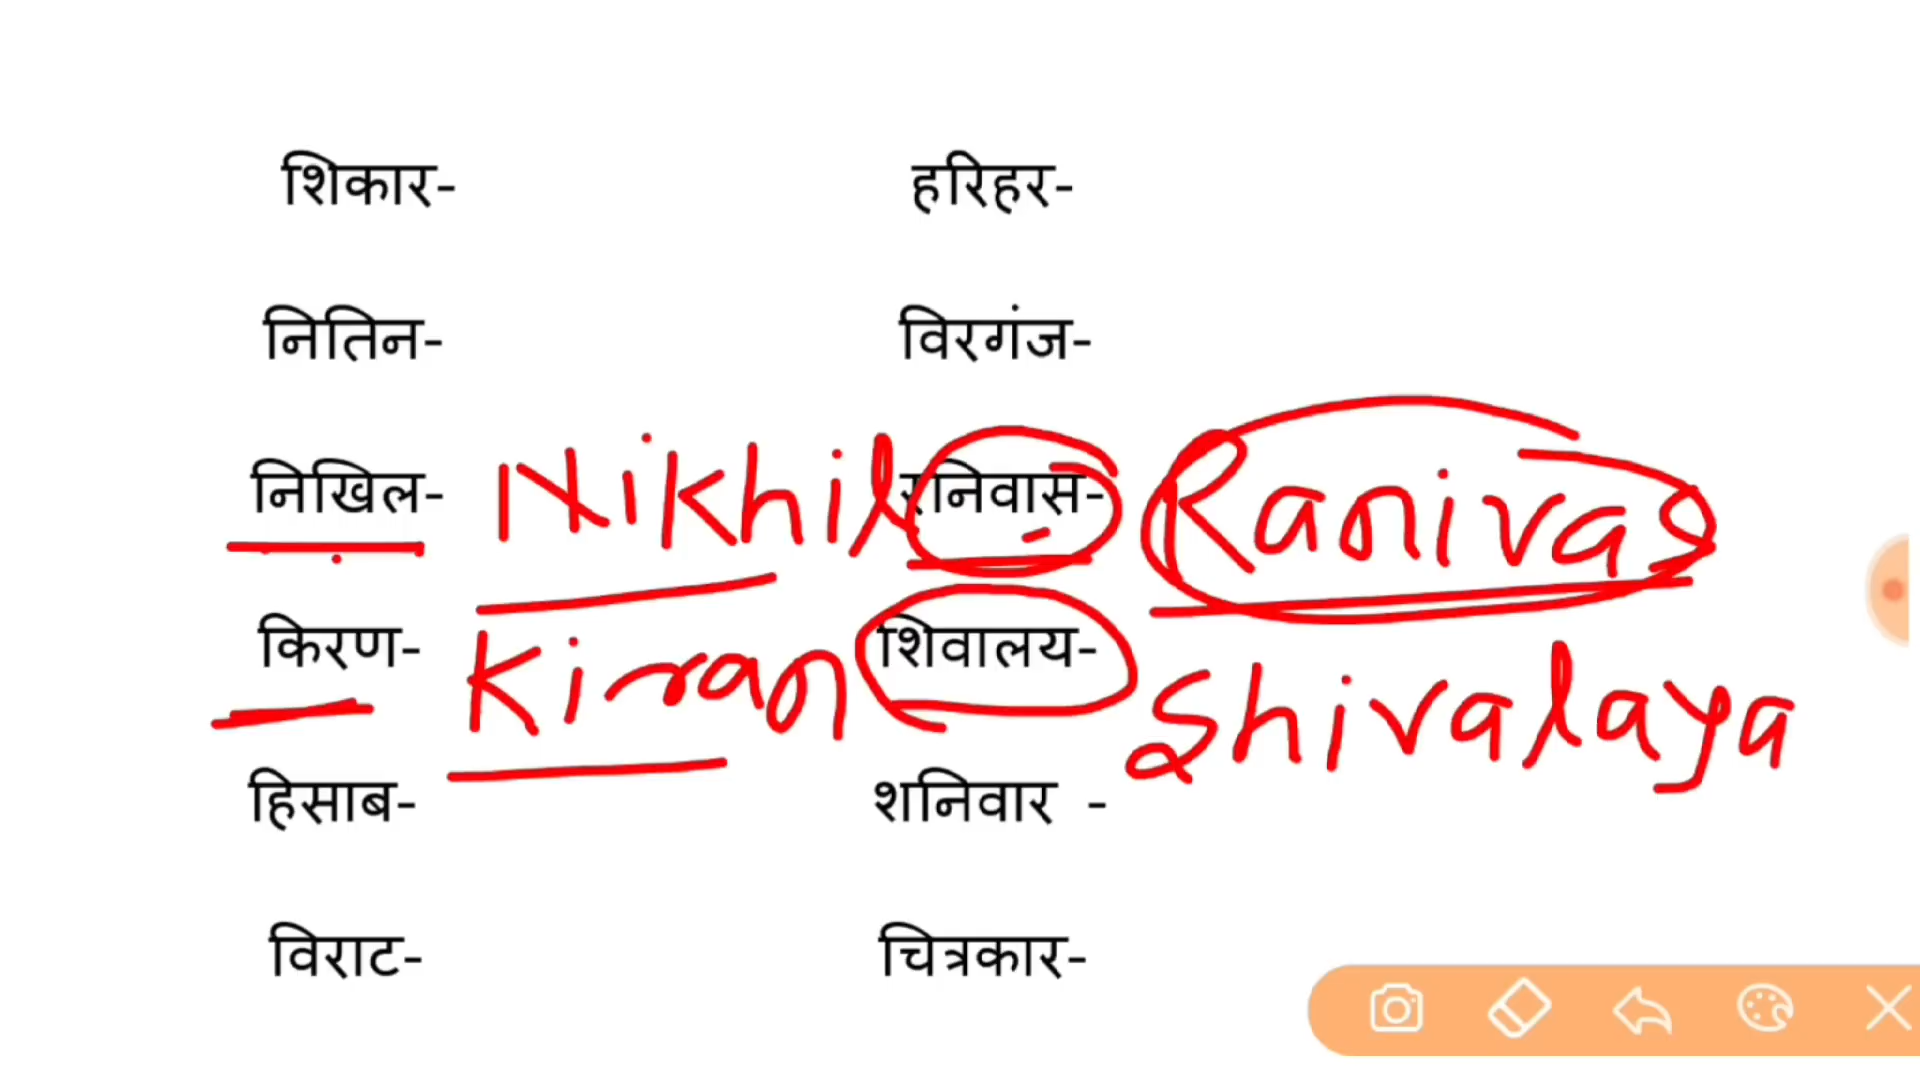 शिकार- हरिहर-
नितिन- विरगंज-
निखिल- Nikhil रनिवास- Ranivas
किरण- Kiran शिवालय- Shivalaya
हिसाब- शनिवार -
विराट- चित्रकार-